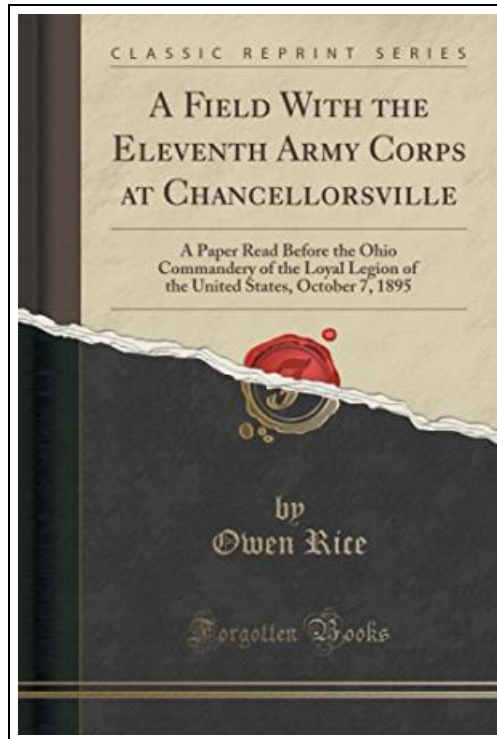 CLASSIC REPRINT SERIES
A FIELD WITH THE
ELEVENTH ARMY CORPS
AT CHANCELLORSVILLE
A Paper Read Before the Ohio
Commandery of the Loyal Legion of
the United States, October 7, 1895
by
Owen Rice
Forgotten Books